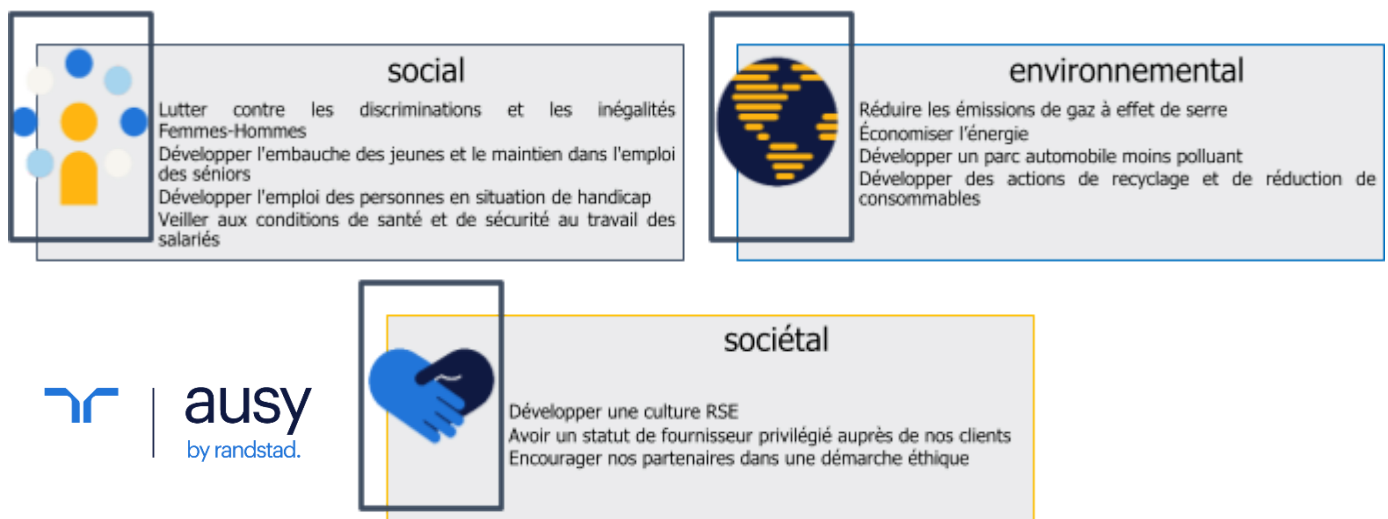 social
Lutter contre les discriminations et les inégalités
Femmes-Hommes
Développer l'embauche des jeunes et le maintien dans l'emploi
des séniors
Développer l'emploi des personnes en situation de handicap
Veiller aux conditions de santé et de sécurité au travail des
salariés
environnemental
Réduire les émissions de gaz à effet de serre
Économiser l'énergie
Développer un parc automobile moins polluant
Développer des actions de recyclage et de réduction de
consommables
sociétal
Développer une culture RSE
Avoir un statut de fournisseur privilégié auprès de nos clients
Encourager nos partenaires dans une démarche éthique
ausy
by randstad.